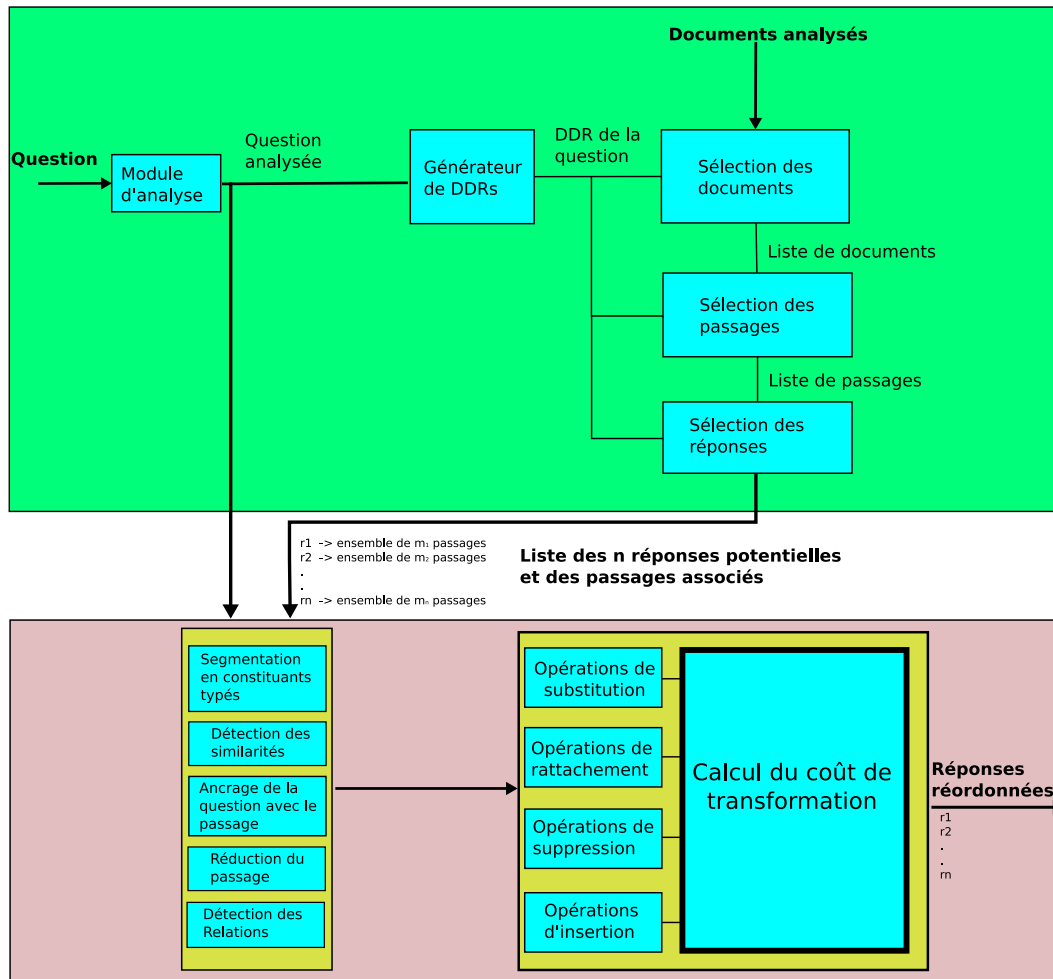 Documents analysés
Question
Module
d'analyse
Question
analysée
Générateur
de DDRs
DDR de la
question
Sélection des
documents
Liste de documents
Sélection des
passages
Liste de passages
Sélection des
réponses
r1 -> ensemble de m₁ passages
r2 -> ensemble de m₂ passages
.
.
rn -> ensemble de mₙ passages
Liste des n réponses potentielles
et des passages associés
Segmentation
en constituants
typés
Détection des
similarités
Ancrage de la
question avec le
passage
Réduction du
passage
Détection des
Relations
Opérations de
substitution
Opérations de
rattachement
Opérations de
suppression
Opérations
d'insertion
Calcul du coût de
transformation
Réponses
réordonnées
r1
r2
.
.
rn